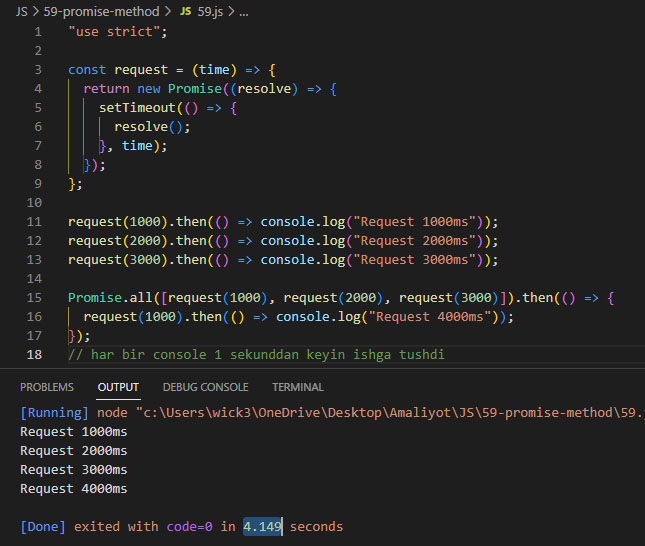 JS > 59-promise-method > JS 59.js > ...
1 "use strict";
2
3 const request = (time) => {
4 return new Promise((resolve) => {
5 setTimeout(() => {
6 resolve();
7 }, time);
8 });
9 };
10
11 request(1000).then(() => console.log("Request 1000ms"));
12 request(2000).then(() => console.log("Request 2000ms"));
13 request(3000).then(() => console.log("Request 3000ms"));
14
15 Promise.all([request(1000), request(2000), request(3000)]).then(() => {
16 request(1000).then(() => console.log("Request 4000ms"));
17 });
18 // har bir console 1 sekunddan keyin ishga tushdi
PROBLEMS OUTPUT DEBUG CONSOLE TERMINAL
[Running] node "c:\Users\wick3\OneDrive\Desktop\Amaliyot\JS\59-promise-method\59.
Request 1000ms
Request 2000ms
Request 3000ms
Request 4000ms
[Done] exited with code=0 in 4.149 seconds